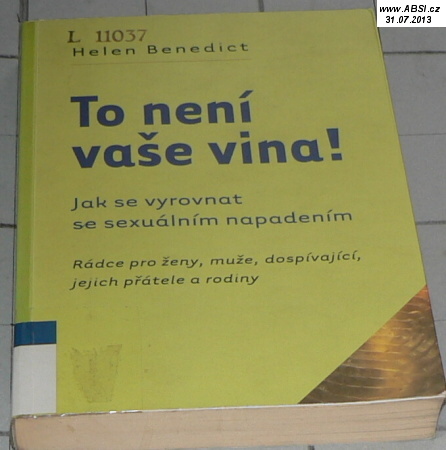 www.ABSI.cz
31.07.2013
L 11037
Helen Benedict
To není
vaše vina!
Jak se vyrovnat
se sexuálním napadením
Rádce pro ženy, muže, dospívající,
jejich přátele a rodiny